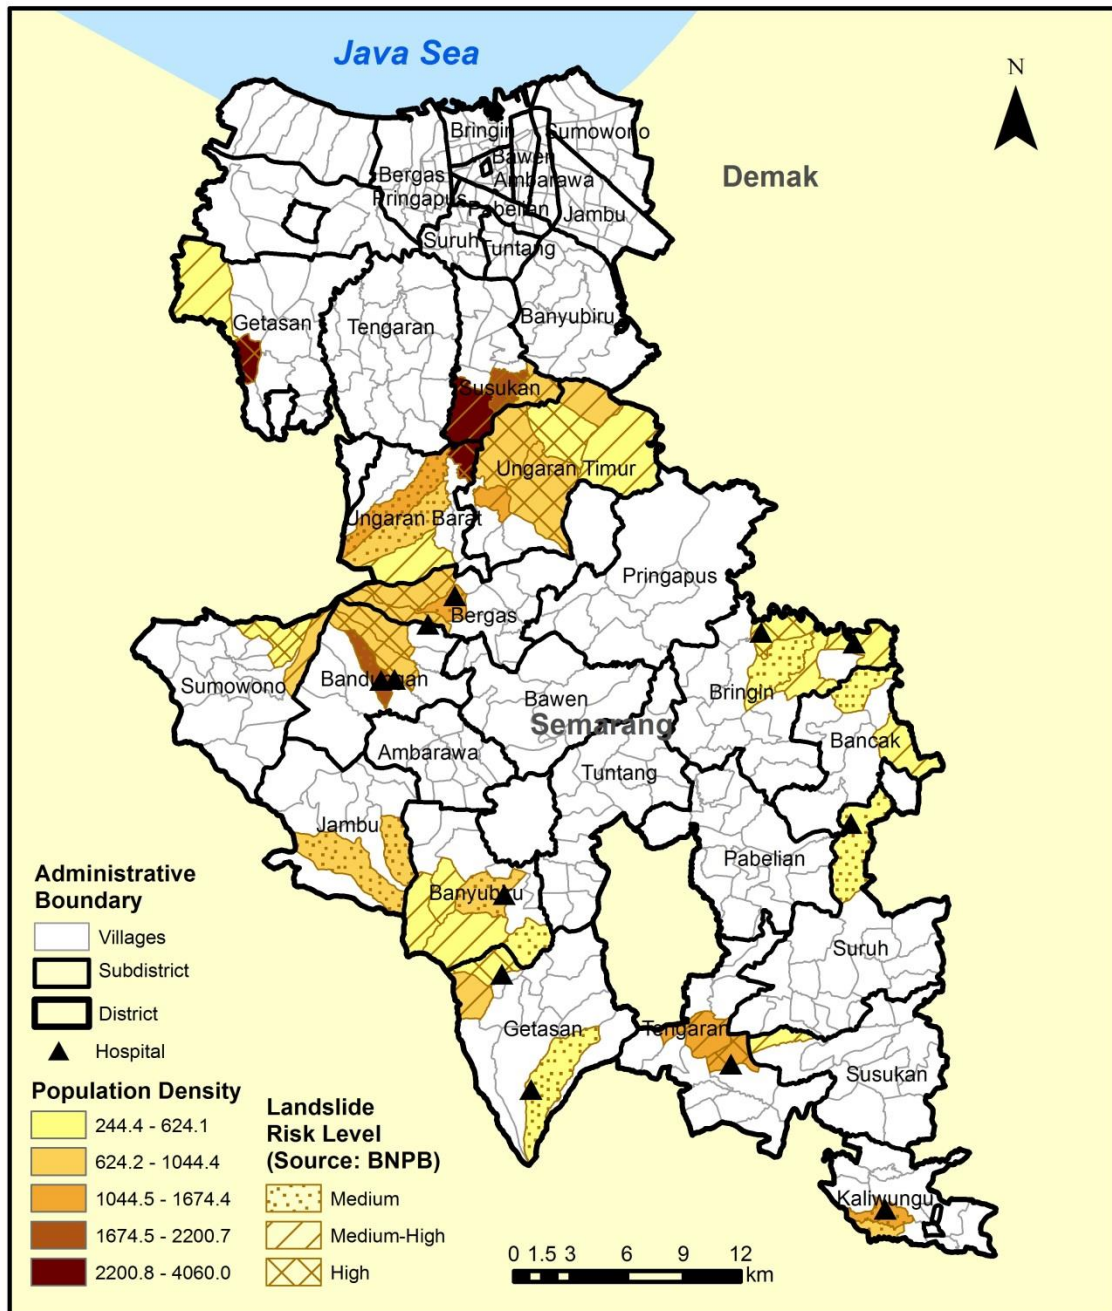 Java Sea
N
Bringin
Sumowono
Bawen
Bergas
Ambarawa
Demak
Pringapus
Pabelian
Jambu
Suruh
Tuntang
Getasan
Tengaran
Banyubiru
Susukan
Ungaran Timur
Ungaran Barat
Pringapus
Bergas
Sumowono
Bandungan
Bringin
Bawen
Semarang
Bancak
Ambarawa
Tuntang
Jambu
Pabelian
Banyubiru
Suruh
Getasan
Tengaran
Susukan
Kaliwungu
Administrative
Boundary
Villages
Subdistrict
District
Hospital
Population Density
244.4 - 624.1
624.2 - 1044.4
1044.5 - 1674.4
1674.5 - 2200.7
2200.8 - 4060.0
Landslide
Risk Level
(Source: BNPB)
Medium
Medium-High
High
0 1.5 3 6 9 12
km